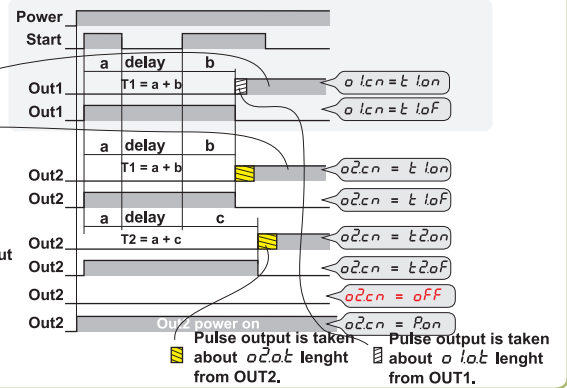 Power
Start
a delay b
T1 = a + b
Out1 o1.cn = t1.on
Out1 o1.cn = t1.oF
a delay b
T1 = a + b
Out2 o2.cn = t1.on
Out2 o2.cn = t1.oF
a delay c
T2 = a + c
Out2 o2.cn = t2.on
ut
Out2 o2.cn = t2.oF
Out2 o2.cn = oFF
Out2 Out2 power on o2.cn = P.on
Pulse output is taken
about o2.o.t lenght
from OUT2.
Pulse output is taken
about o1.o.t lenght
from OUT1.